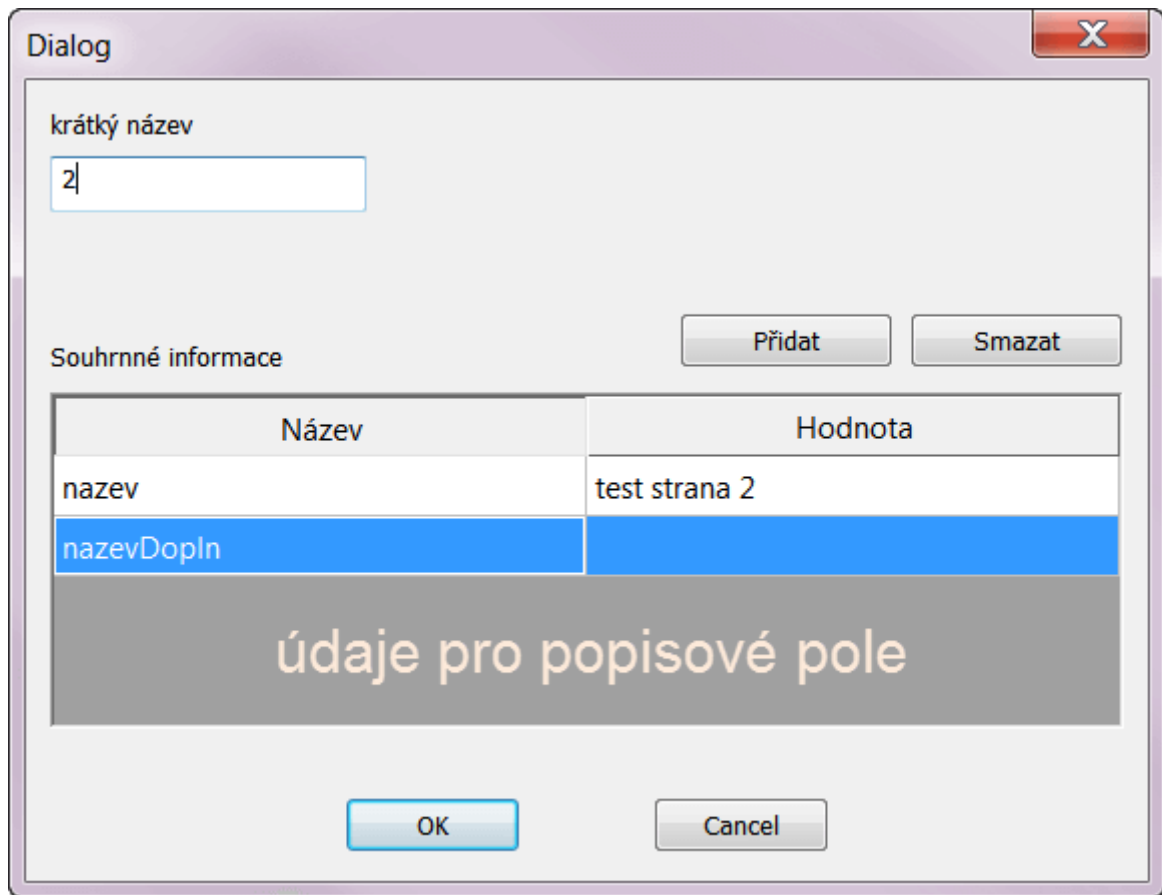 Dialog
krátký název
2
Přidat Smazat
Souhrnné informace
Název Hodnota
nazev test strana 2
nazevDopln
údaje pro popisové pole
OK Cancel